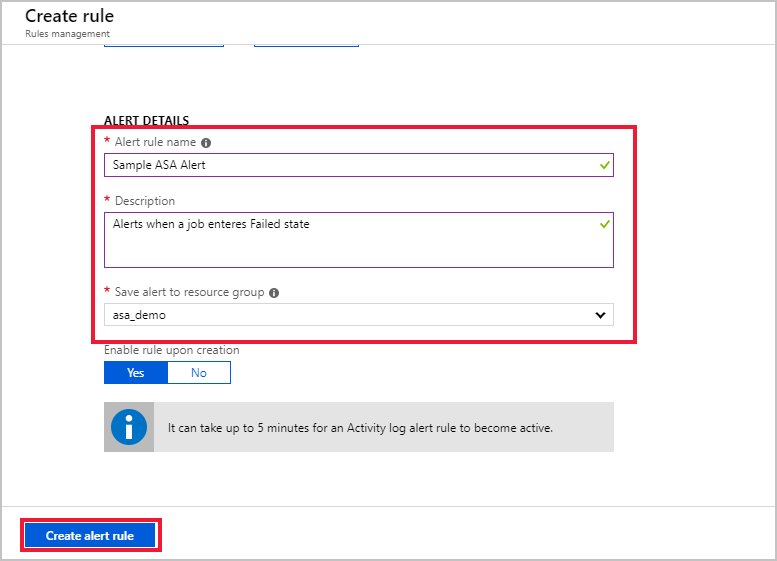 Create rule
Rules management
ALERT DETAILS
* Alert rule name
Sample ASA Alert
* Description
Alerts when a job enteres Failed state
* Save alert to resource group
asa_demo
Enable rule upon creation
Yes No
It can take up to 5 minutes for an Activity log alert rule to become active.
Create alert rule